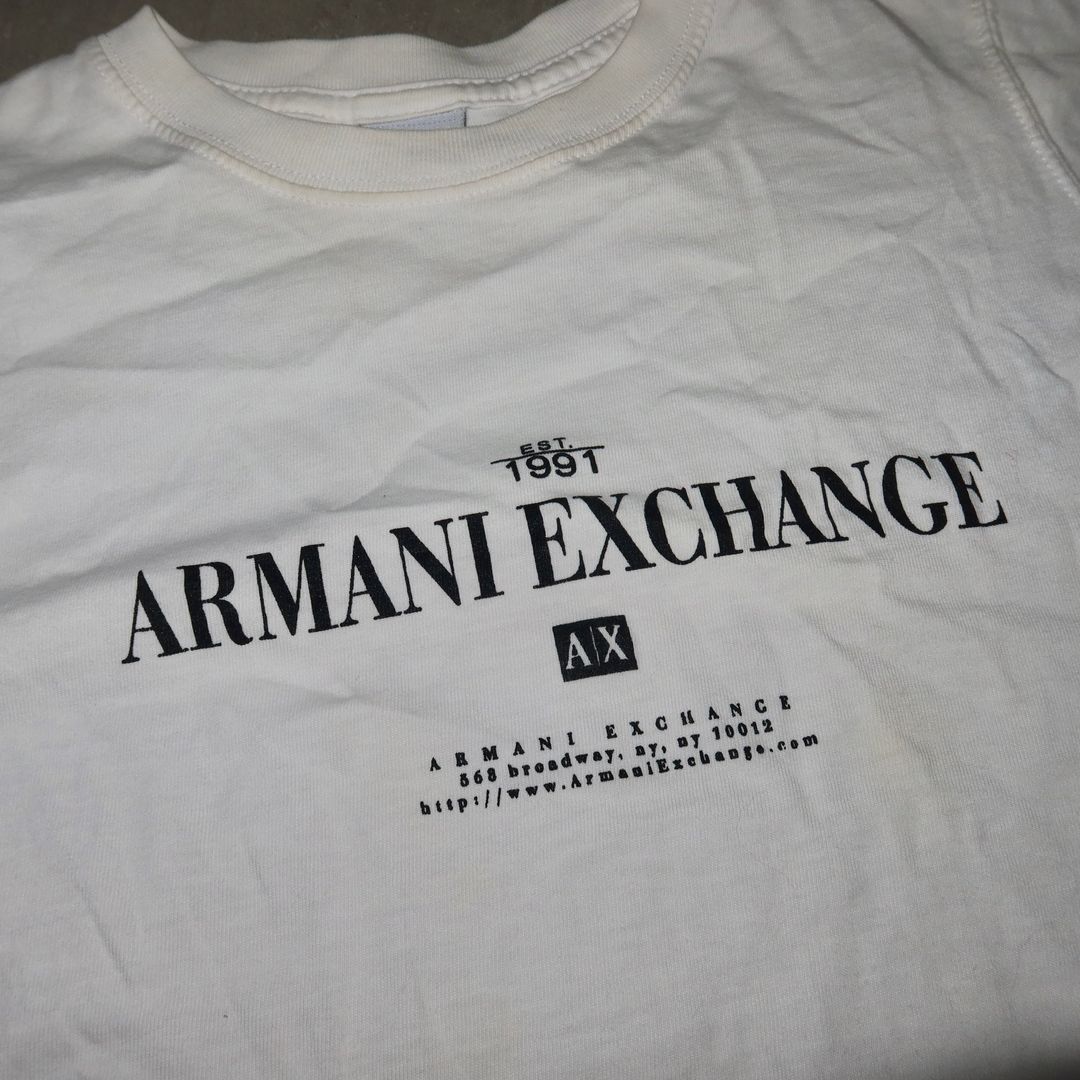 EST.
1991
ARMANI EXCHANGE
A|X
ARMANI EXCHANGE
568 broadway, ny, ny 10012
http://www.ArmaniExchange.com